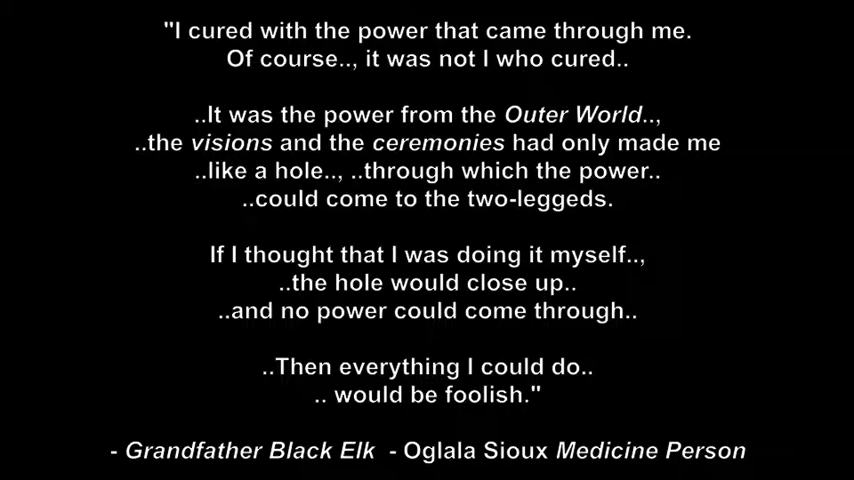 "I cured with the power that came through me.
Of course.., it was not I who cured..
..It was the power from the Outer World..,
..the visions and the ceremonies had only made me
..like a hole.., ..through which the power..
..could come to the two-leggeds.
If I thought that I was doing it myself..,
..the hole would close up..
..and no power could come through..
..Then everything I could do..
.. would be foolish."
- Grandfather Black Elk - Oglala Sioux Medicine Person